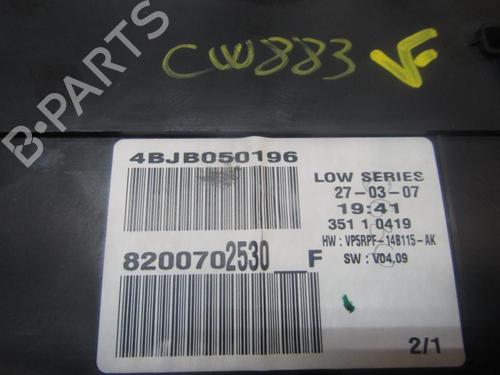 CW883 VF
B-PARTS
4BJB050196
LOW SERIES
27-03-07
19:41
351 1 0419
HW : VP5RPF-14B115-AK
SW : V04.09
8200702530__F
2/1